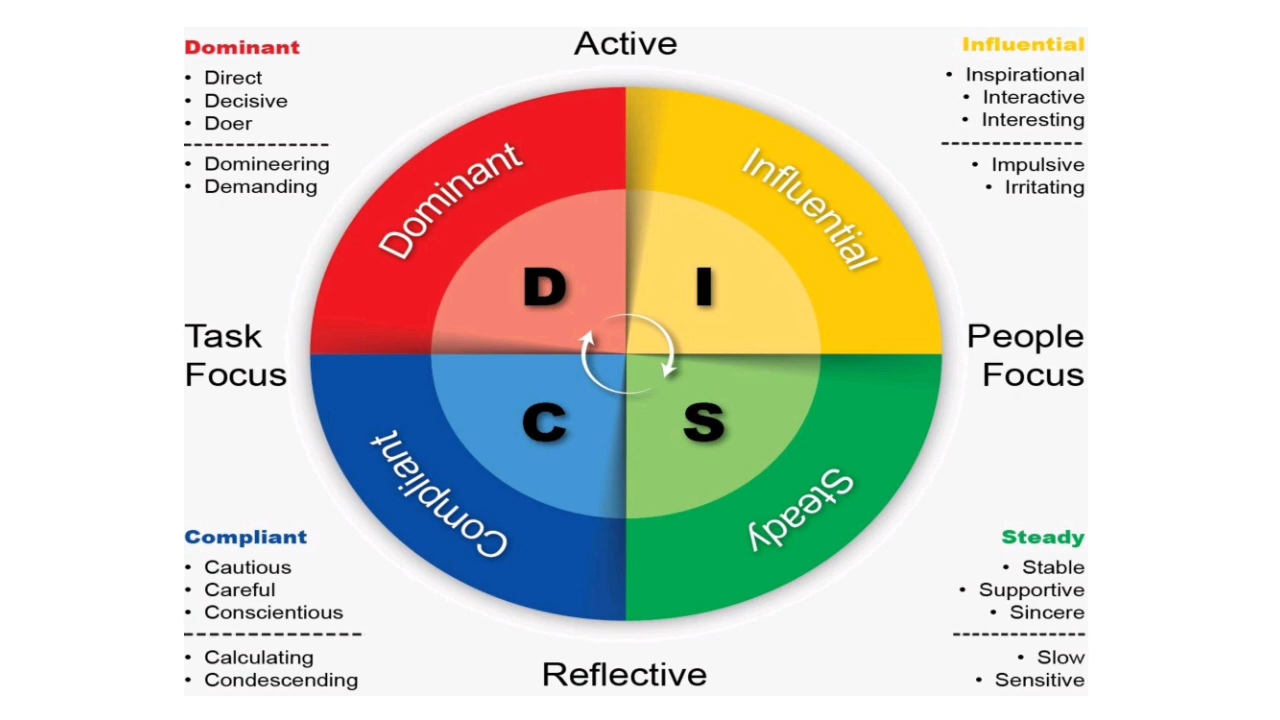 Active
Dominant
• Direct
• Decisive
• Doer
• Domineering
• Demanding
Influential
• Inspirational
• Interactive
• Interesting
• Impulsive
• Irritating
Dominant
Influential
D
I
Task
Focus
People
Focus
C
S
Compliant
Steady
Compliant
• Cautious
• Careful
• Conscientious
• Calculating
• Condescending
Steady
• Stable
• Supportive
• Sincere
• Slow
• Sensitive
Reflective